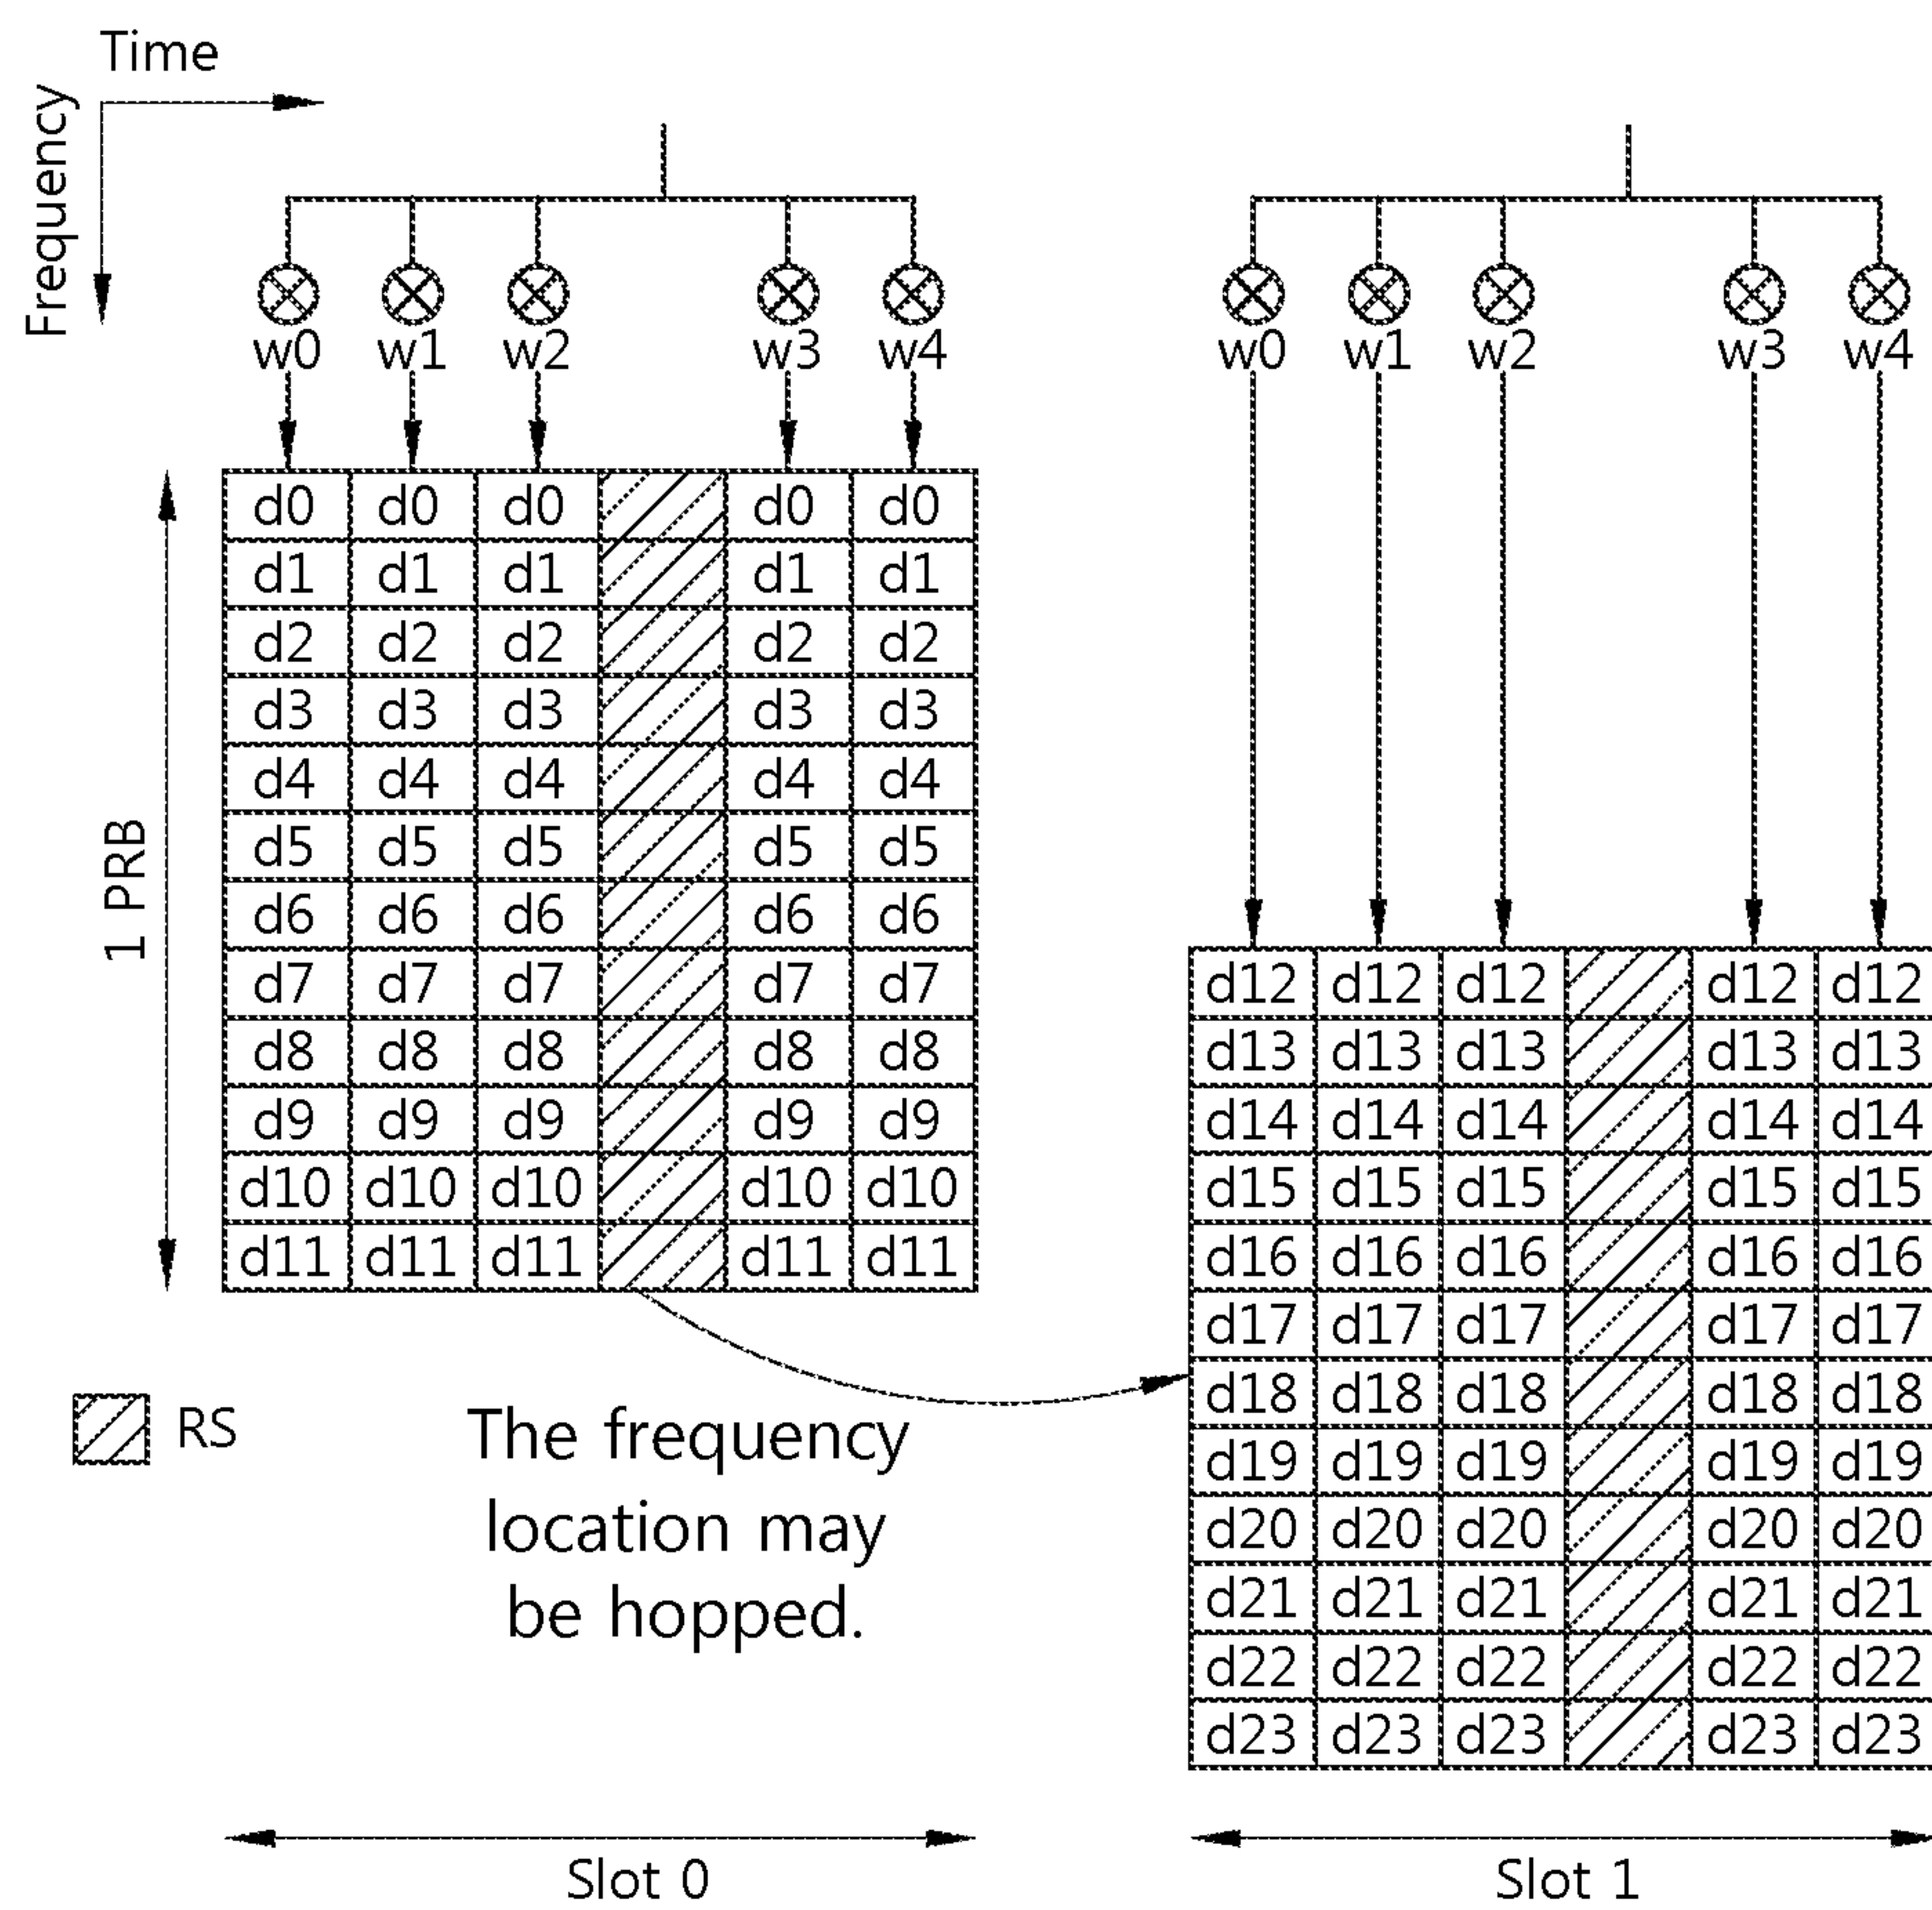 Time
Frequency
w0 w1 w2 w3 w4
w0 w1 w2 w3 w4
1 PRB
d0 d0 d0 d0 d0
d1 d1 d1 d1 d1
d2 d2 d2 d2 d2
d3 d3 d3 d3 d3
d4 d4 d4 d4 d4
d5 d5 d5 d5 d5
d6 d6 d6 d6 d6
d7 d7 d7 d7 d7
d8 d8 d8 d8 d8
d9 d9 d9 d9 d9
d10 d10 d10 d10 d10
d11 d11 d11 d11 d11
d12 d12 d12 d12 d12
d13 d13 d13 d13 d13
d14 d14 d14 d14 d14
d15 d15 d15 d15 d15
d16 d16 d16 d16 d16
d17 d17 d17 d17 d17
d18 d18 d18 d18 d18
d19 d19 d19 d19 d19
d20 d20 d20 d20 d20
d21 d21 d21 d21 d21
d22 d22 d22 d22 d22
d23 d23 d23 d23 d23
RS
The frequency
location may
be hopped.
Slot 0
Slot 1